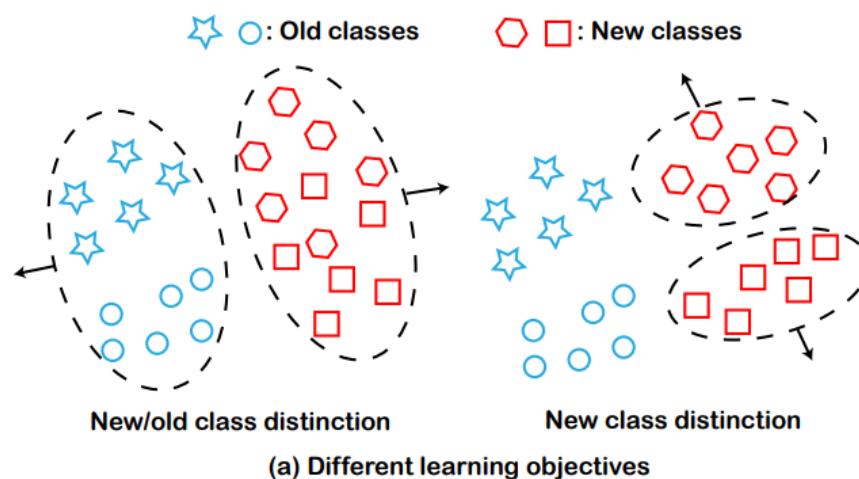 : Old classes
: New classes
New/old class distinction
New class distinction
(a) Different learning objectives